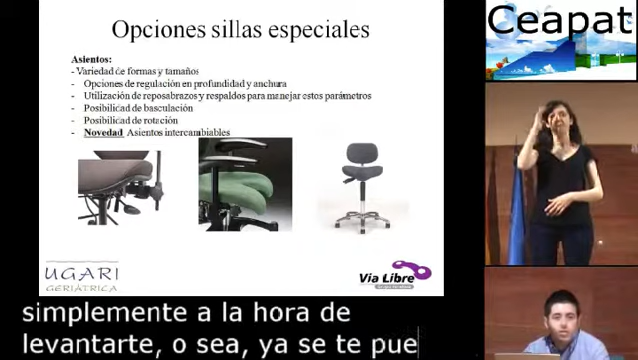 Opciones sillas especiales
Ceapat
Asientos:
- Variedad de formas y tamaños
- Opciones de regulación en profundidad y anchura
- Utilización de reposabrazos y respaldos para manejar estos parámetros
- Posibilidad de basculación
- Posibilidad de rotación
- Novedad Asientos intercambiables
UGARI
GERIÁTRICA
Vía Libre
simplemente a la hora de
levantarte, o sea, ya se te pue